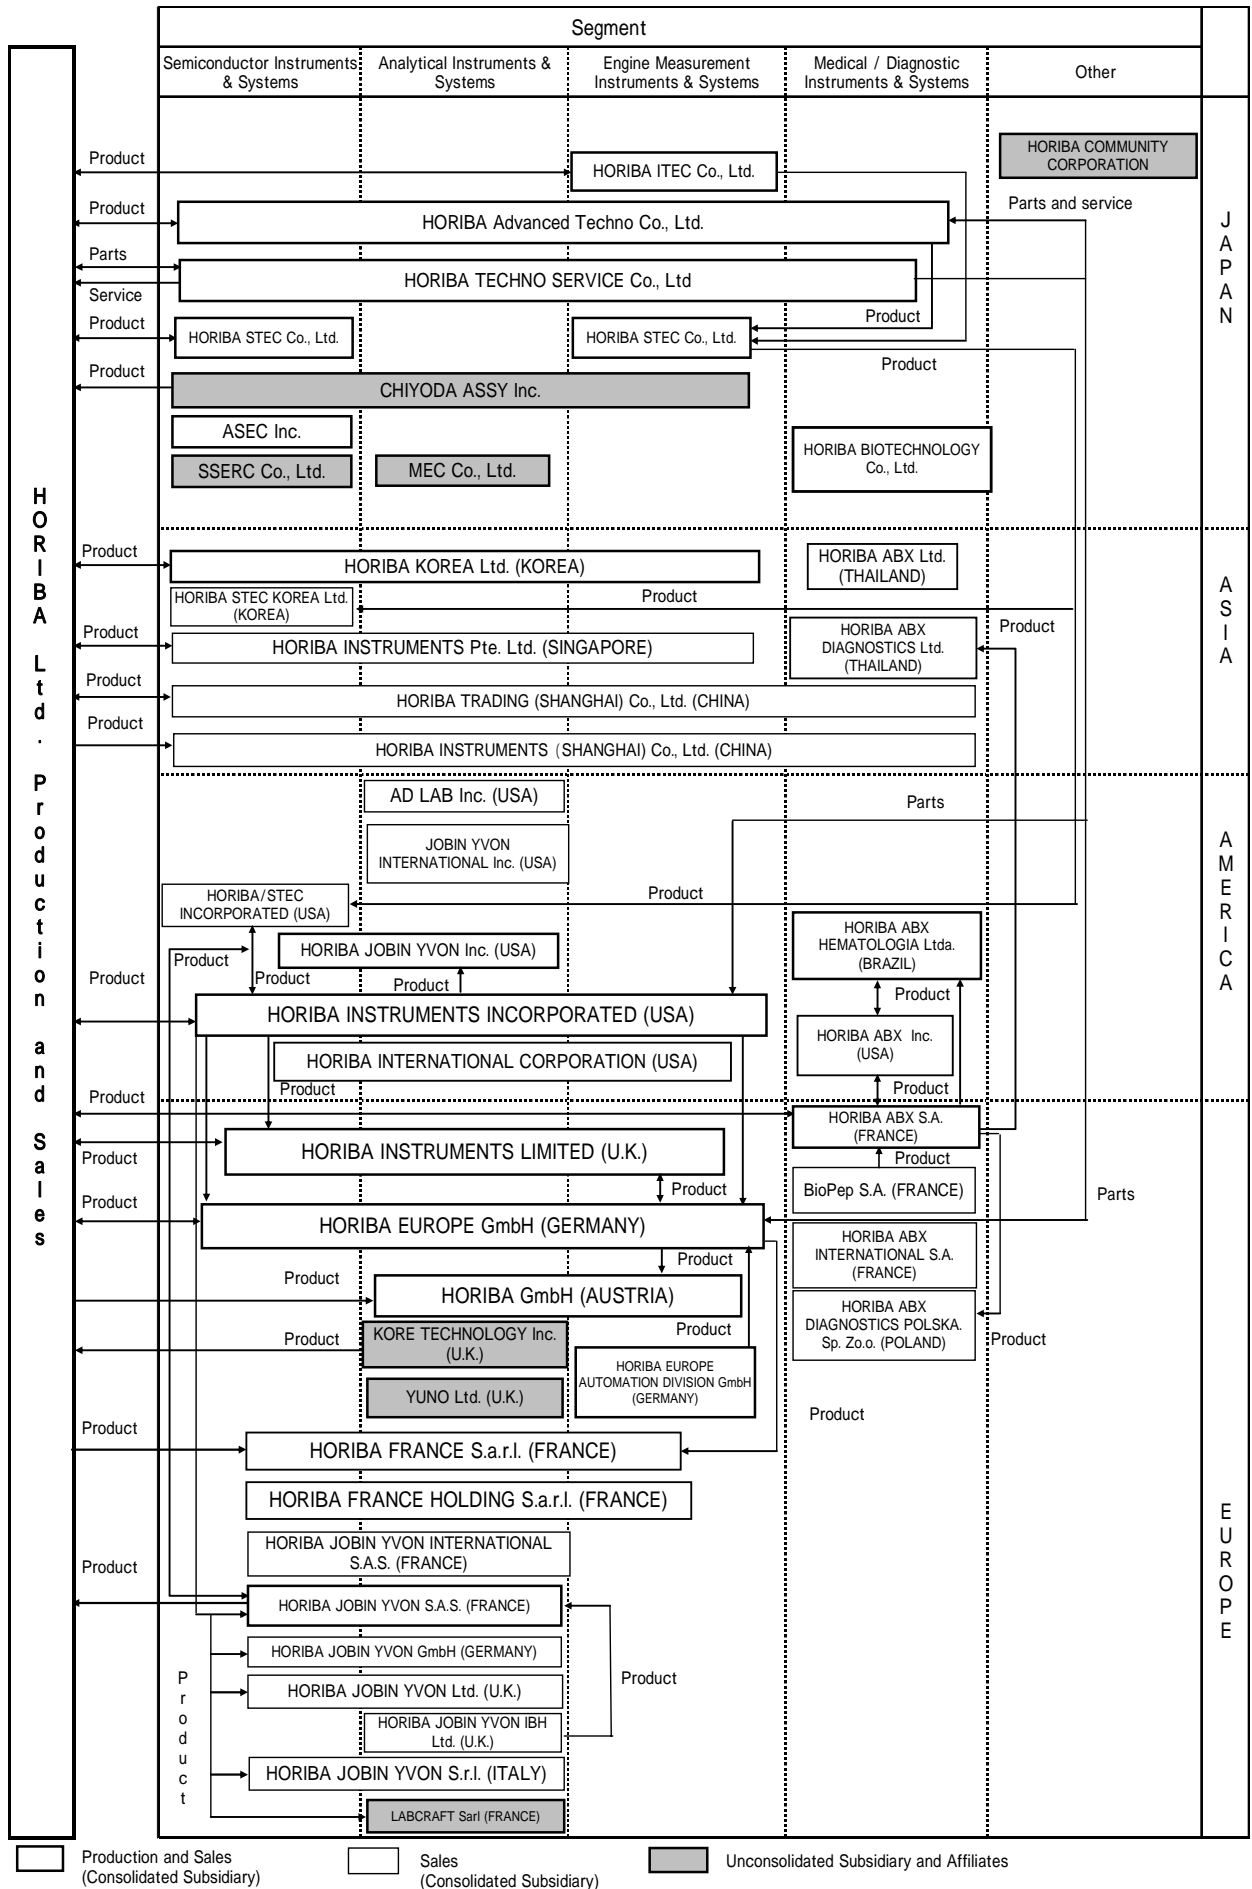 Segment
Semiconductor Instruments
& Systems
Analytical Instruments &
Systems
Engine Measurement
Instruments & Systems
Medical / Diagnostic
Instruments & Systems
Other
HORIBA Ltd. Production and Sales
JAPAN
HORIBA COMMUNITY
CORPORATION
Product
HORIBA ITEC Co., Ltd.
Product
HORIBA Advanced Techno Co., Ltd.
Parts and service
Parts
HORIBA TECHNO SERVICE Co., Ltd
Service
Product
HORIBA STEC Co., Ltd.
HORIBA STEC Co., Ltd.
Product
Product
Product
CHIYODA ASSY Inc.
ASEC Inc.
SSERC Co., Ltd.
MEC Co., Ltd.
HORIBA BIOTECHNOLOGY
Co., Ltd.
ASIA
Product
HORIBA KOREA Ltd. (KOREA)
HORIBA ABX Ltd.
(THAILAND)
HORIBA STEC KOREA Ltd.
(KOREA)
Product
Product
HORIBA INSTRUMENTS Pte. Ltd. (SINGAPORE)
HORIBA ABX
DIAGNOSTICS Ltd.
(THAILAND)
Product
Product
HORIBA TRADING (SHANGHAI) Co., Ltd. (CHINA)
Product
HORIBA INSTRUMENTS (SHANGHAI) Co., Ltd. (CHINA)
AMERICA
AD LAB Inc. (USA)
Parts
JOBIN YVON
INTERNATIONAL Inc. (USA)
HORIBA/STEC
INCORPORATED (USA)
Product
HORIBA ABX
HEMATOLOGIA Ltda.
(BRAZIL)
HORIBA JOBIN YVON Inc. (USA)
Product
Product
Product
Product
Product
HORIBA INSTRUMENTS INCORPORATED (USA)
HORIBA ABX Inc.
(USA)
HORIBA INTERNATIONAL CORPORATION (USA)
Product
Product
Product
EUROPE
HORIBA ABX S.A.
(FRANCE)
HORIBA INSTRUMENTS LIMITED (U.K.)
Product
Product
Product
BioPep S.A. (FRANCE)
Parts
Product
HORIBA EUROPE GmbH (GERMANY)
HORIBA ABX
INTERNATIONAL S.A.
(FRANCE)
Product
Product
HORIBA GmbH (AUSTRIA)
HORIBA ABX
DIAGNOSTICS POLSKA.
Sp. Zo.o. (POLAND)
Product
Product
Product
KORE TECHNOLOGY Inc.
(U.K.)
HORIBA EUROPE
AUTOMATION DIVISION GmbH
(GERMANY)
YUNO Ltd. (U.K.)
Product
Product
HORIBA FRANCE S.a.r.l. (FRANCE)
HORIBA FRANCE HOLDING S.a.r.l. (FRANCE)
HORIBA JOBIN YVON INTERNATIONAL
S.A.S. (FRANCE)
Product
HORIBA JOBIN YVON S.A.S. (FRANCE)
HORIBA JOBIN YVON GmbH (GERMANY)
Product
Product
HORIBA JOBIN YVON Ltd. (U.K.)
HORIBA JOBIN YVON IBH
Ltd. (U.K.)
HORIBA JOBIN YVON S.r.l. (ITALY)
LABCRAFT Sarl (FRANCE)
Production and Sales
(Consolidated Subsidiary)
Sales
(Consolidated Subsidiary)
Unconsolidated Subsidiary and Affiliates